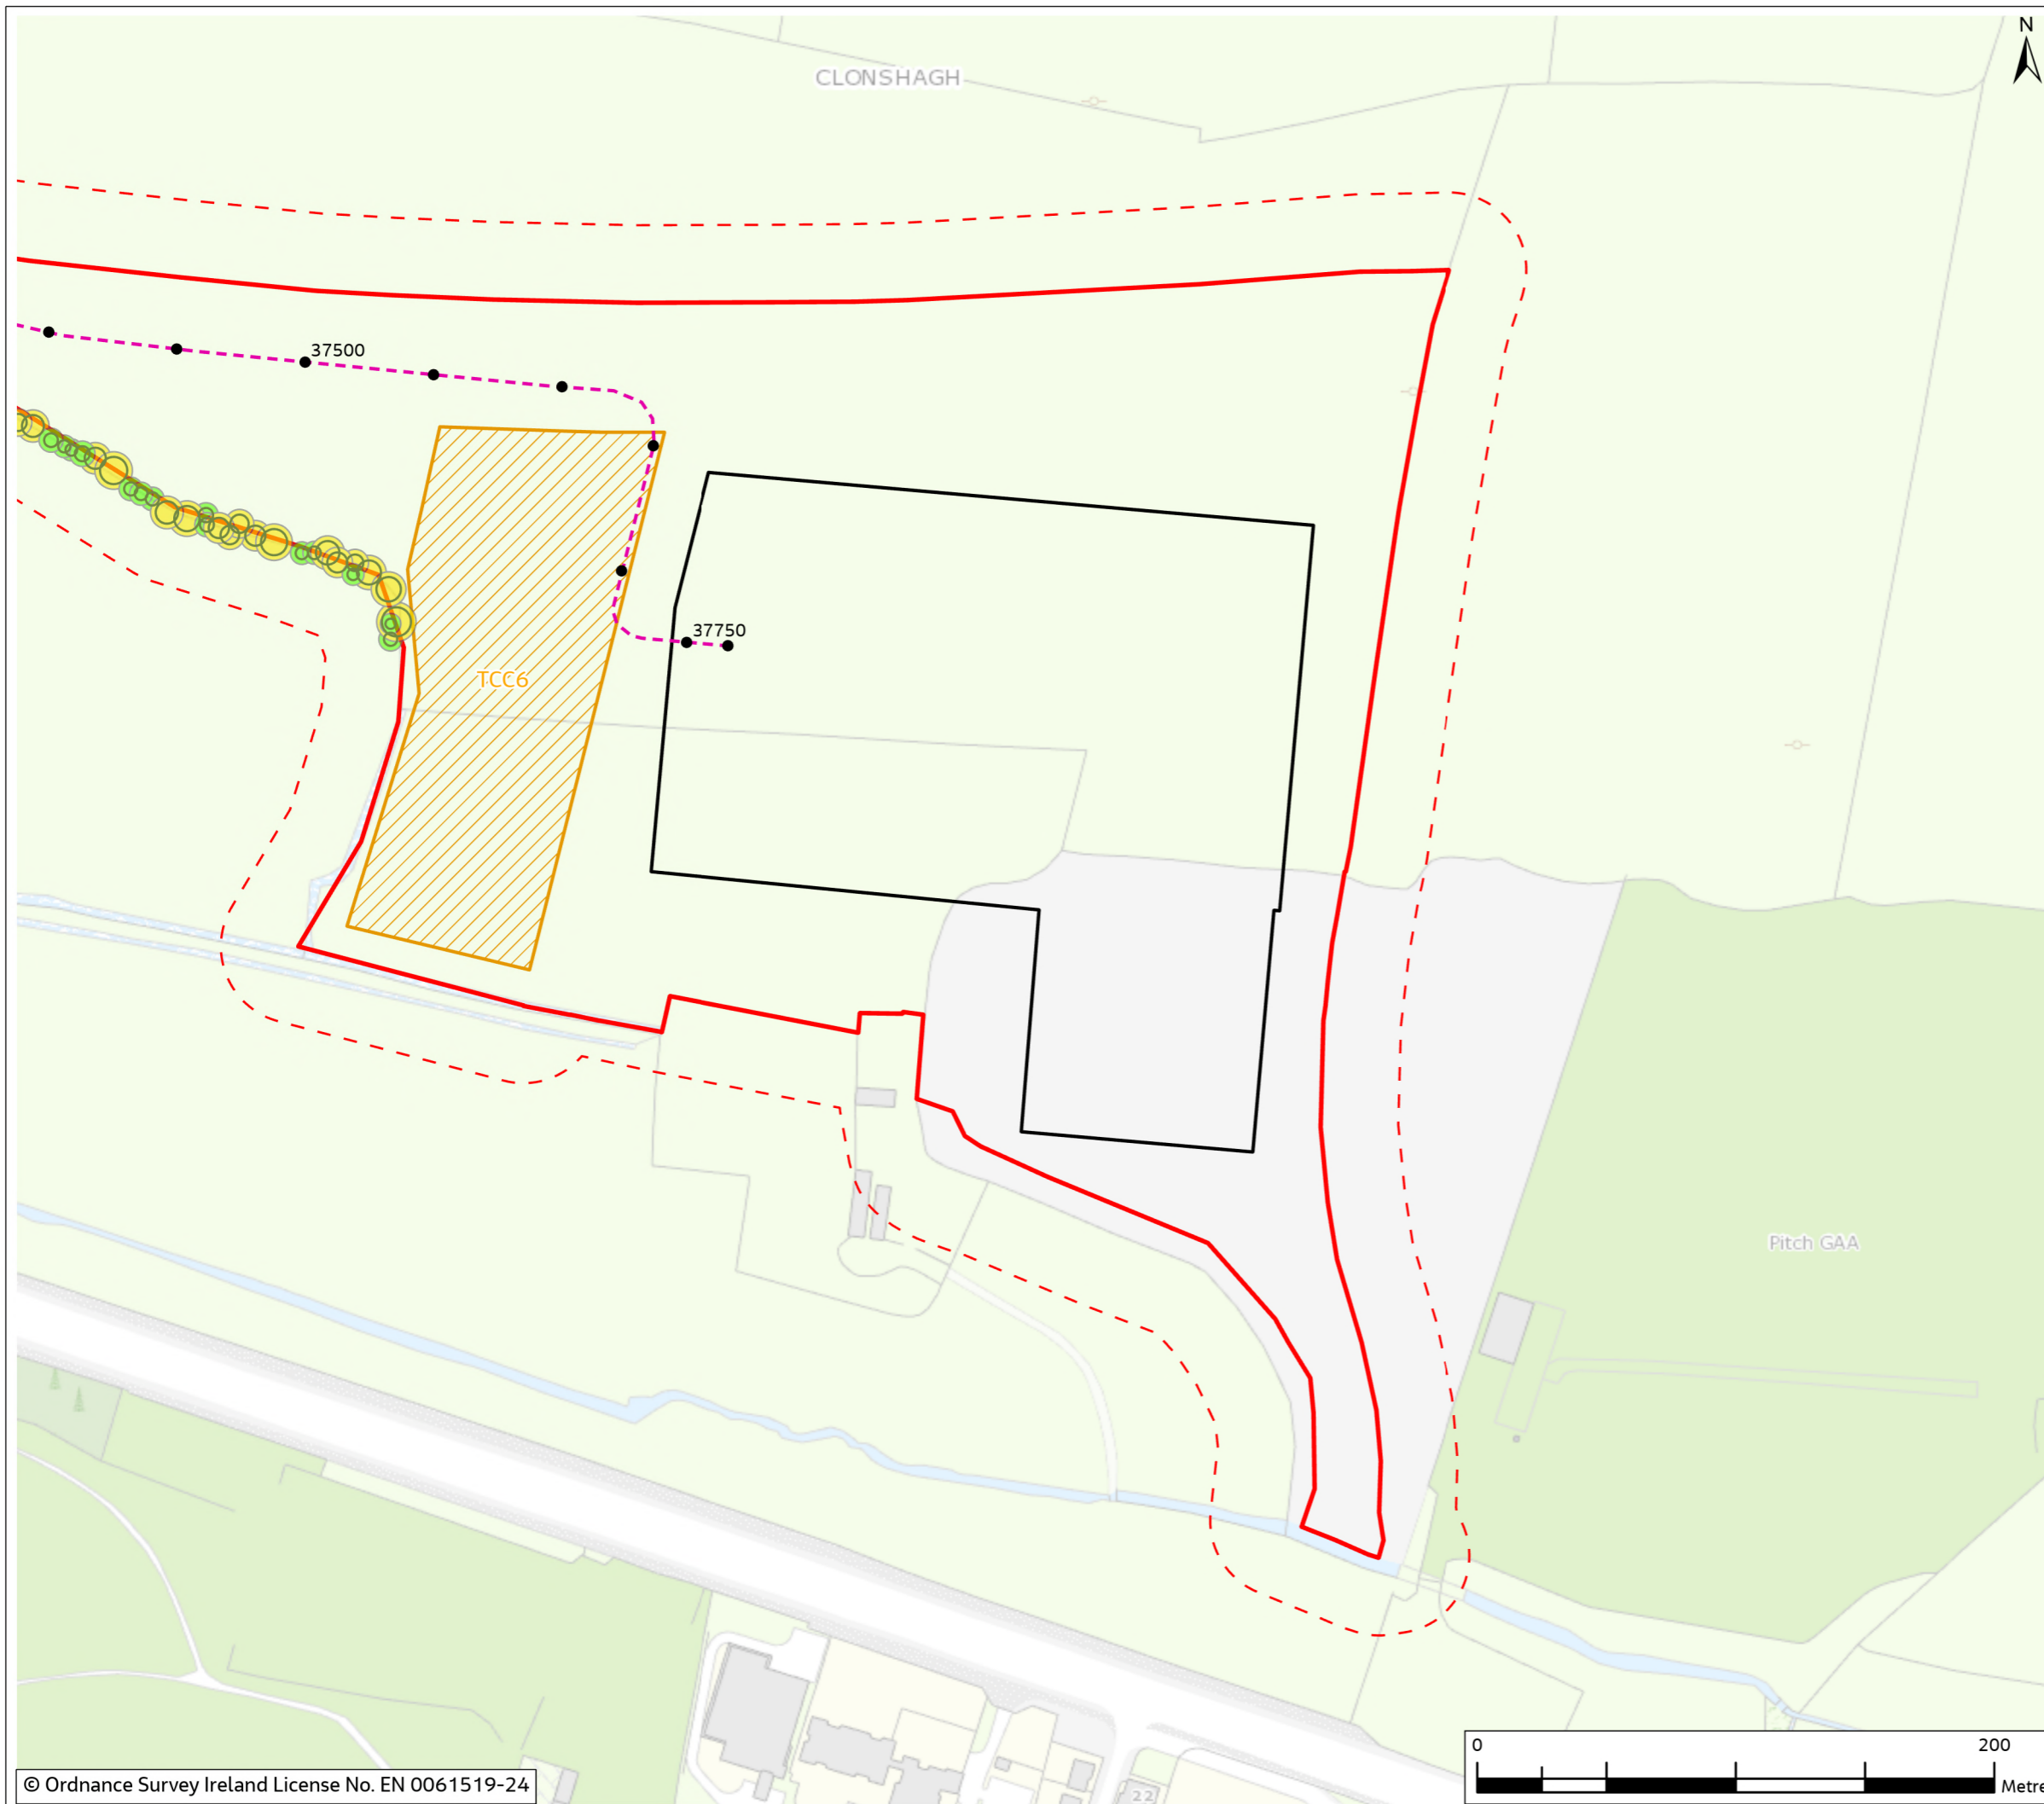 N
CLONSHAGH
37500
37750
TCC6
Pitch GAA
0 200
Metre
© Ordnance Survey Ireland License No. EN 0061519-24
22